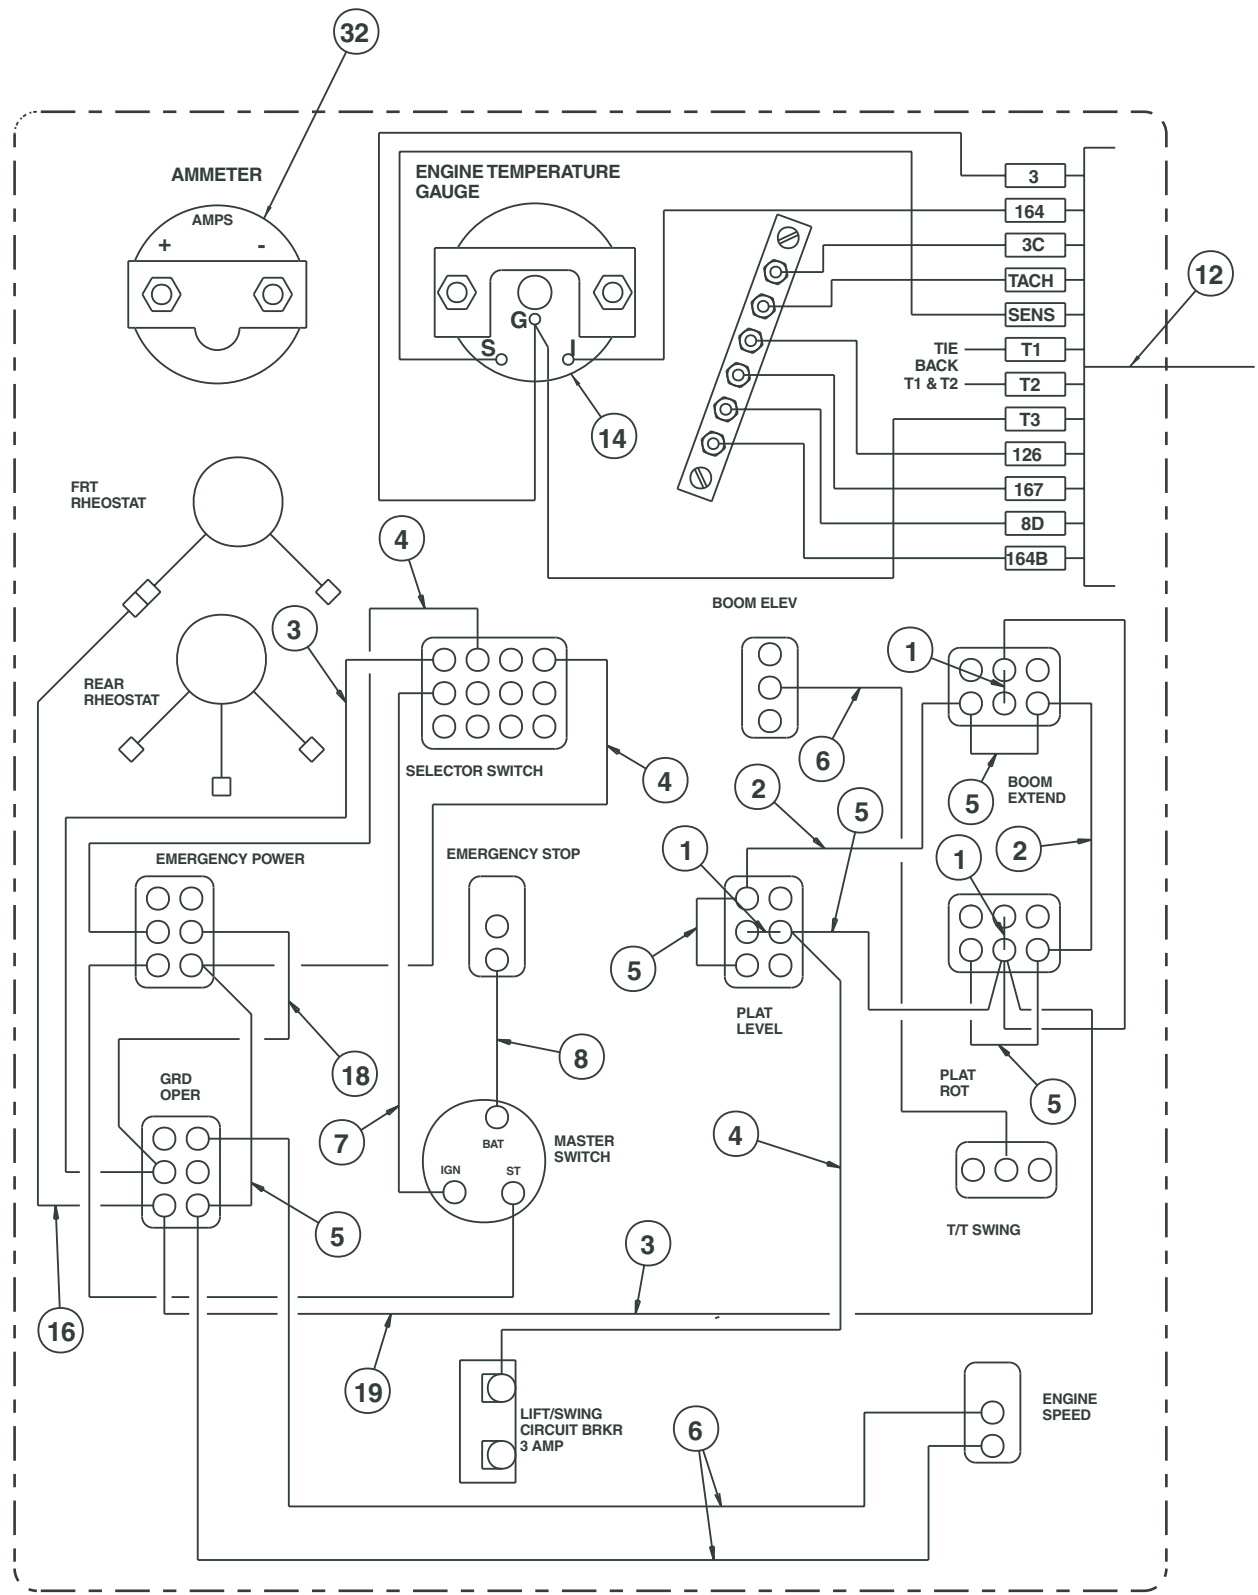 32
AMMETER
AMPS
+ -
ENGINE TEMPERATURE
GAUGE
G
S
I
14
3
164
3C
TACH
SENS
T1
T2
T3
126
167
8D
164B
TIE
BACK
T1 & T2
12
FRT
RHEOSTAT
4
3
REAR
RHEOSTAT
SELECTOR SWITCH
4
BOOM ELEV
6
1
5
BOOM
EXTEND
2
5
2
1
1
5
PLAT
LEVEL
PLAT
ROT
5
EMERGENCY POWER
EMERGENCY STOP
18
8
GRD
OPER
7
BAT
IGN
ST
MASTER
SWITCH
4
T/T SWING
5
3
16
19
LIFT/SWING
CIRCUIT BRKR
3 AMP
6
ENGINE
SPEED